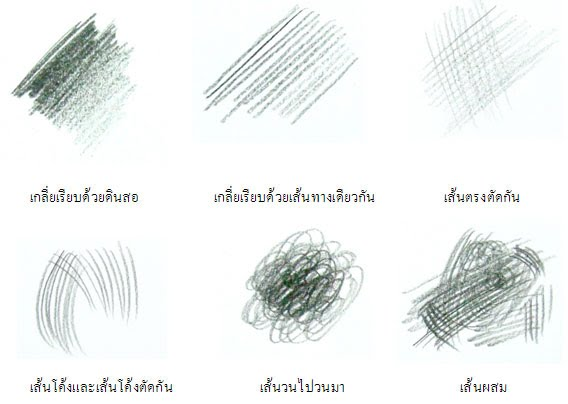 เกลี่ยเรียบด้วยดินสอ
เกลี่ยเรียบด้วยเส้นทางเดียวกัน
เส้นตรงตัดกัน
เส้นโค้งและเส้นโค้งตัดกัน
เส้นวนไปวนมา
เส้นผสม